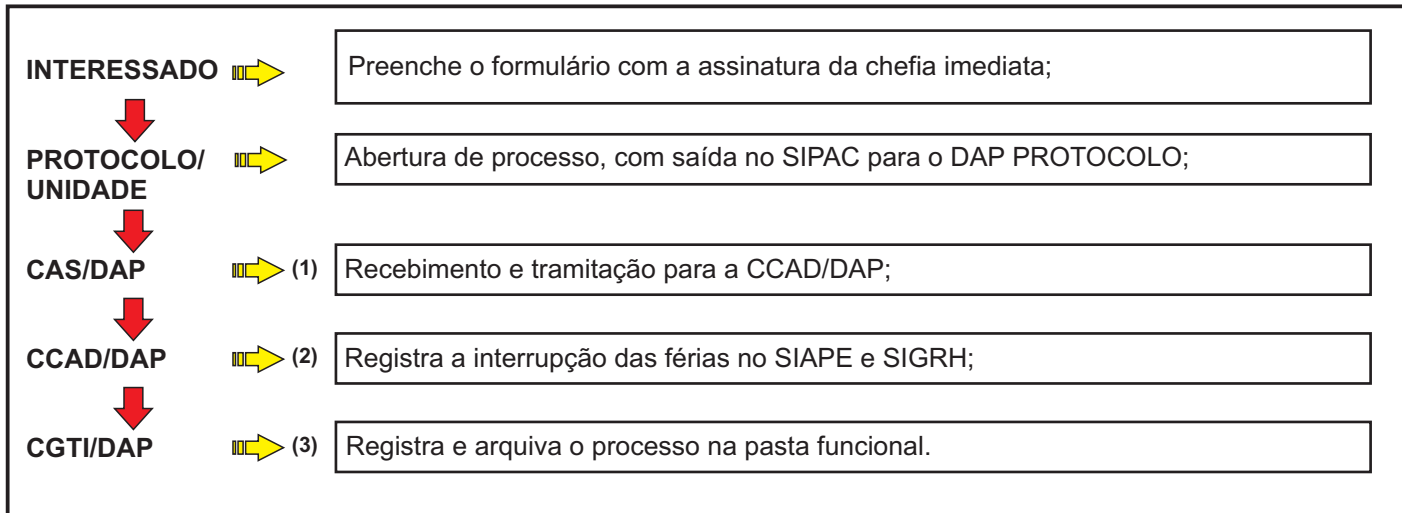 INTERESSADO
Preenche o formulário com a assinatura da chefia imediata;
PROTOCOLO/
UNIDADE
Abertura de processo, com saída no SIPAC para o DAP PROTOCOLO;
CAS/DAP
(1)
Recebimento e tramitação para a CCAD/DAP;
CCAD/DAP
(2)
Registra a interrupção das férias no SIAPE e SIGRH;
CGTI/DAP
(3)
Registra e arquiva o processo na pasta funcional.